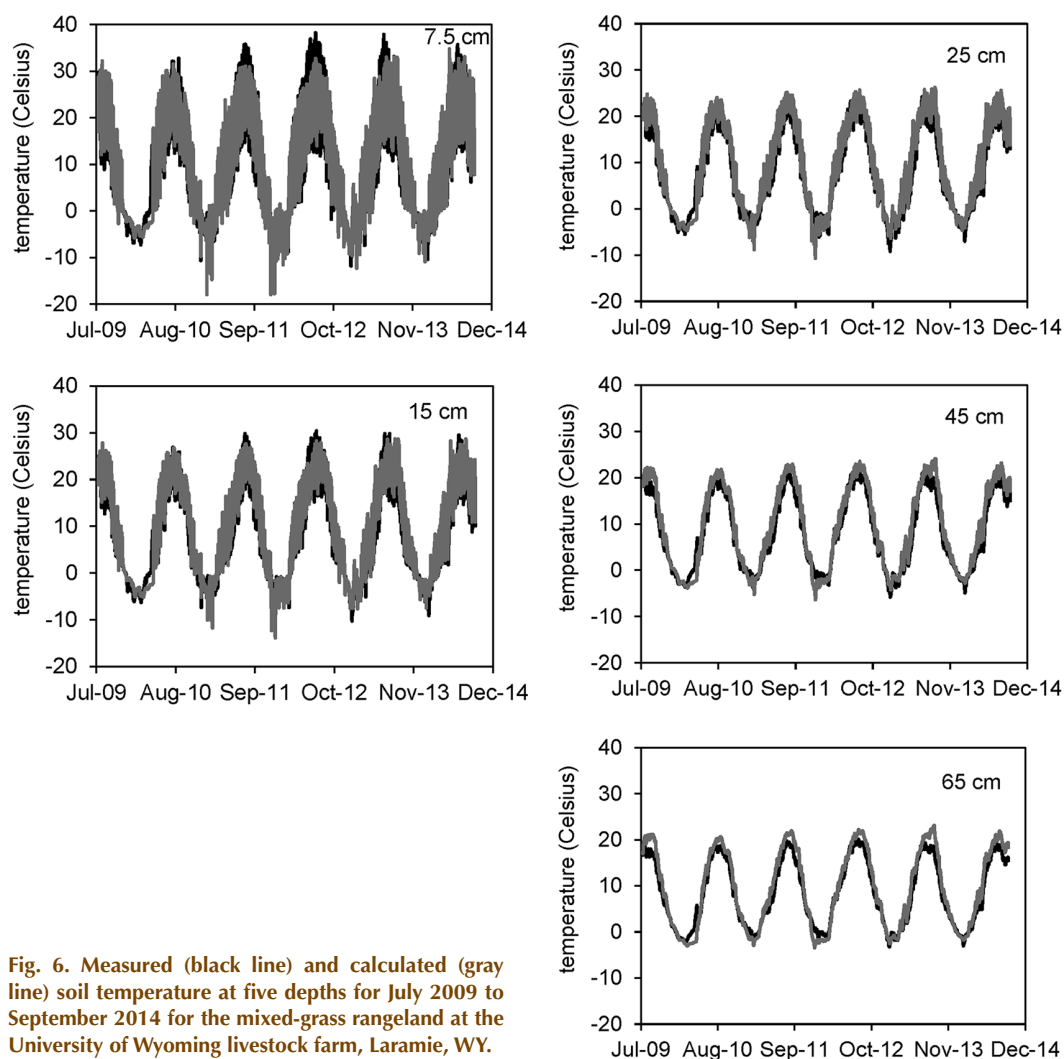 40
30
20
10
0
-10
-20
temperature (Celsius)
7.5 cm
Jul-09 Aug-10 Sep-11 Oct-12 Nov-13 Dec-14
40
30
20
10
0
-10
-20
temperature (Celsius)
25 cm
Jul-09 Aug-10 Sep-11 Oct-12 Nov-13 Dec-14
40
30
20
10
0
-10
-20
temperature (Celsius)
15 cm
Jul-09 Aug-10 Sep-11 Oct-12 Nov-13 Dec-14
40
30
20
10
0
-10
-20
temperature (Celsius)
45 cm
Jul-09 Aug-10 Sep-11 Oct-12 Nov-13 Dec-14
40
30
20
10
0
-10
-20
temperature (Celsius)
65 cm
Jul-09 Aug-10 Sep-11 Oct-12 Nov-13 Dec-14
Fig. 6. Measured (black line) and calculated (gray
line) soil temperature at five depths for July 2009 to
September 2014 for the mixed-grass rangeland at the
University of Wyoming livestock farm, Laramie, WY.